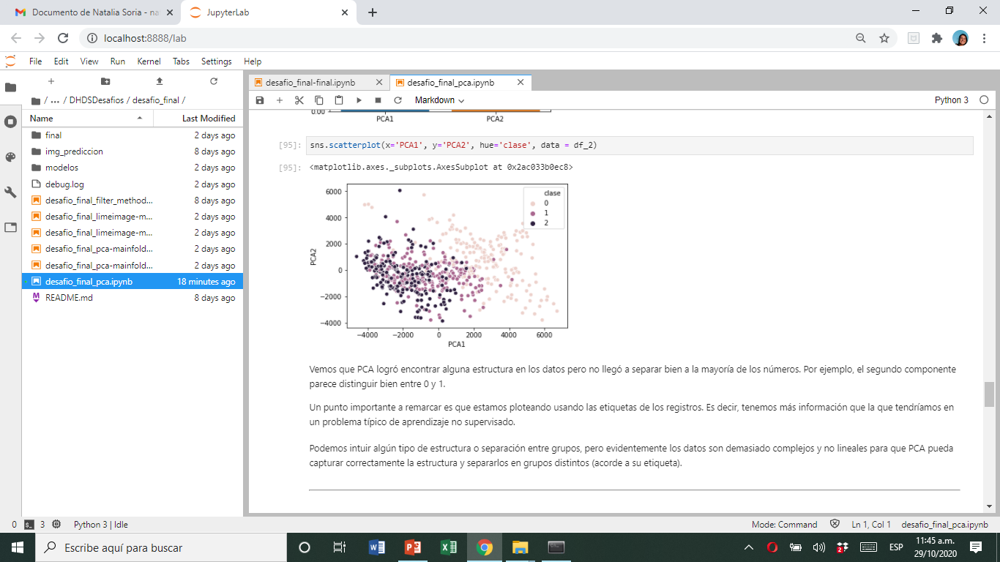 Documento de Natalia Soria - na
JupyterLab
localhost:8888/lab
File Edit View Run Kernel Tabs Settings Help
/ ... / DHDSDesafios / desafio_final /
Name Last Modified
final 2 days ago
img_prediccion 8 days ago
modelos 2 days ago
debug.log 2 days ago
desafio_final_filter_method... 8 days ago
desafio_final_limeimage-m... 2 days ago
desafio_final_limeimage-m... 2 days ago
desafio_final_pca-mainfold... 2 days ago
desafio_final_pca-mainfold... 2 days ago
desafio_final_pca.ipynb 18 minutes ago
README.md 8 days ago
desafio_final-final.ipynb
desafio_final_pca.ipynb
Markdown
Python 3
0.00
PCA1 PCA2
[95]: sns.scatterplot(x='PCA1', y='PCA2', hue='clase', data = df_2)
[95]: <matplotlib.axes._subplots.AxesSubplot at 0x2ac033b0ec8>
clase
0
1
2
6000
4000
2000
0
−2000
−4000
PCA2
−4000 −2000 0 2000 4000 6000
PCA1
Vemos que PCA logró encontrar alguna estructura en los datos pero no llegó a separar bien a la mayoría de los números. Por ejemplo, el segundo componente
parece distinguir bien entre 0 y 1.
Un punto importante a remarcar es que estamos ploteando usando las etiquetas de los registros. Es decir, tenemos más información que la que tendríamos en
un problema típico de aprendizaje no supervisado.
Podemos intuir algún tipo de estructura o separación entre grupos, pero evidentemente los datos son demasiado complejos y no lineales para que PCA pueda
capturar correctamente la estructura y separarlos en grupos distintos (acorde a su etiqueta).
0 3 Python 3 | Idle
Mode: Command Ln 1, Col 1 desafio_final_pca.ipynb
Escribe aquí para buscar
ESP
11:45 a.m.
29/10/2020